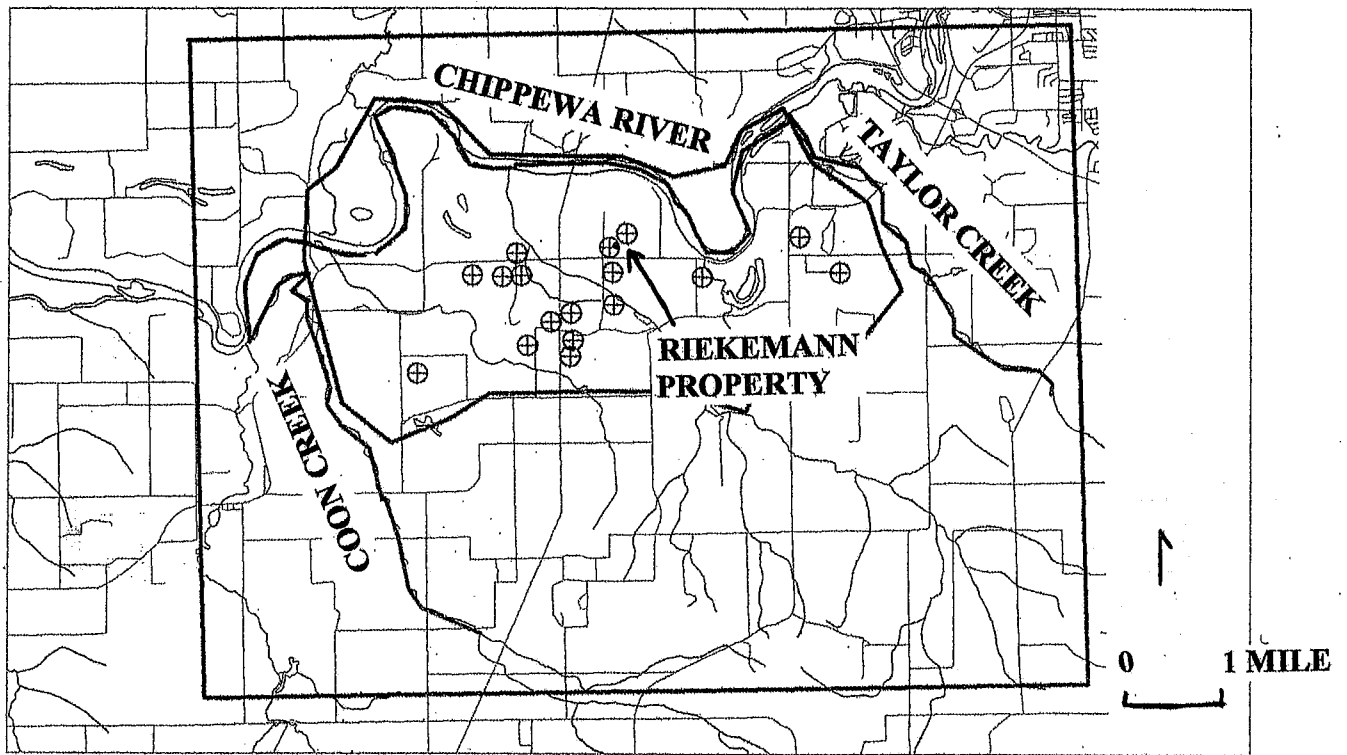 CHIPPEWA RIVER
TAYLOR CREEK
RIEKEMANN
PROPERTY
COON CREEK
0 1 MILE